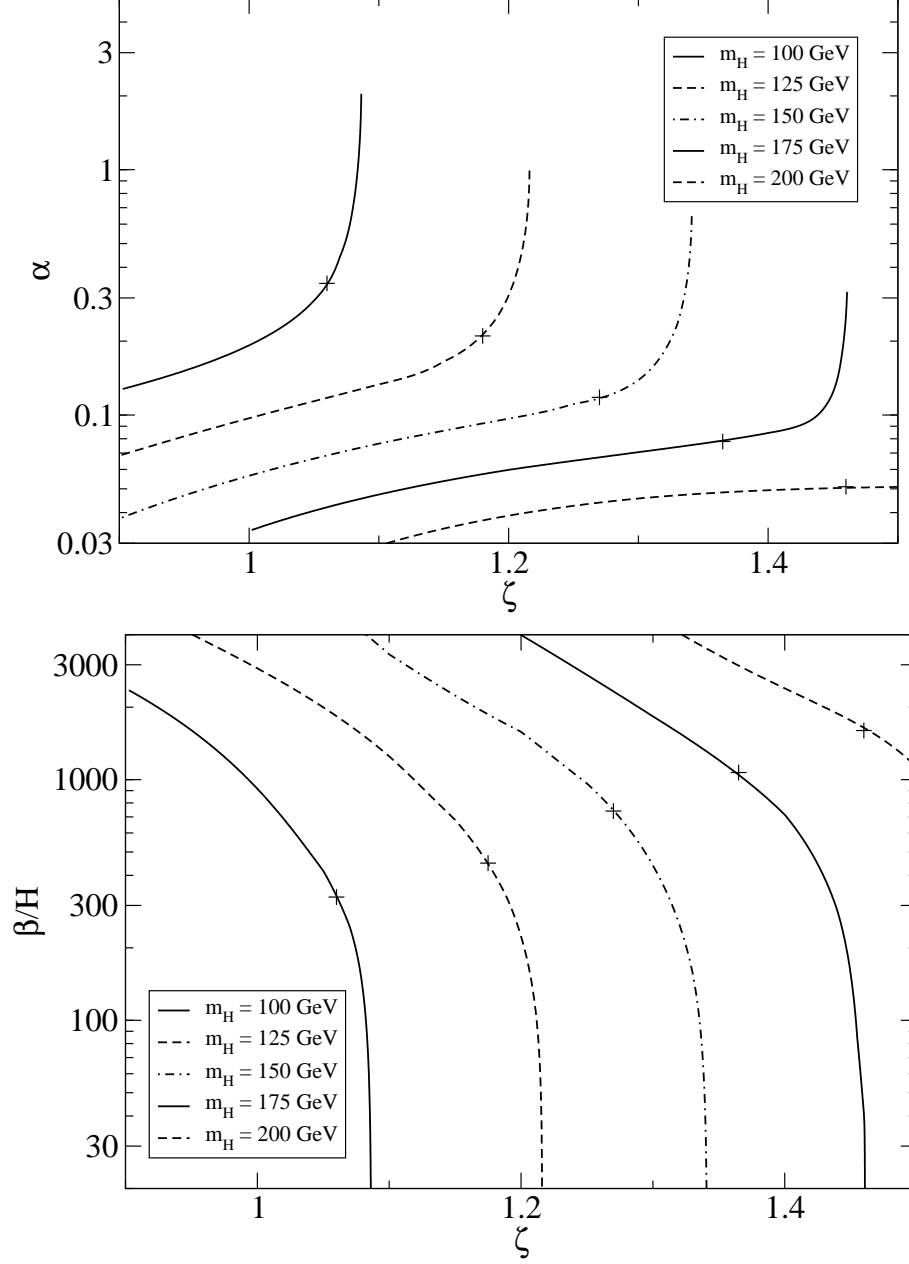 3
1
0.3
0.1
0.03
α
m_H = 100 GeV
m_H = 125 GeV
m_H = 150 GeV
m_H = 175 GeV
m_H = 200 GeV
1
1.2
1.4
ζ
3000
1000
300
100
30
β/H
m_H = 100 GeV
m_H = 125 GeV
m_H = 150 GeV
m_H = 175 GeV
m_H = 200 GeV
1
1.2
1.4
ζ